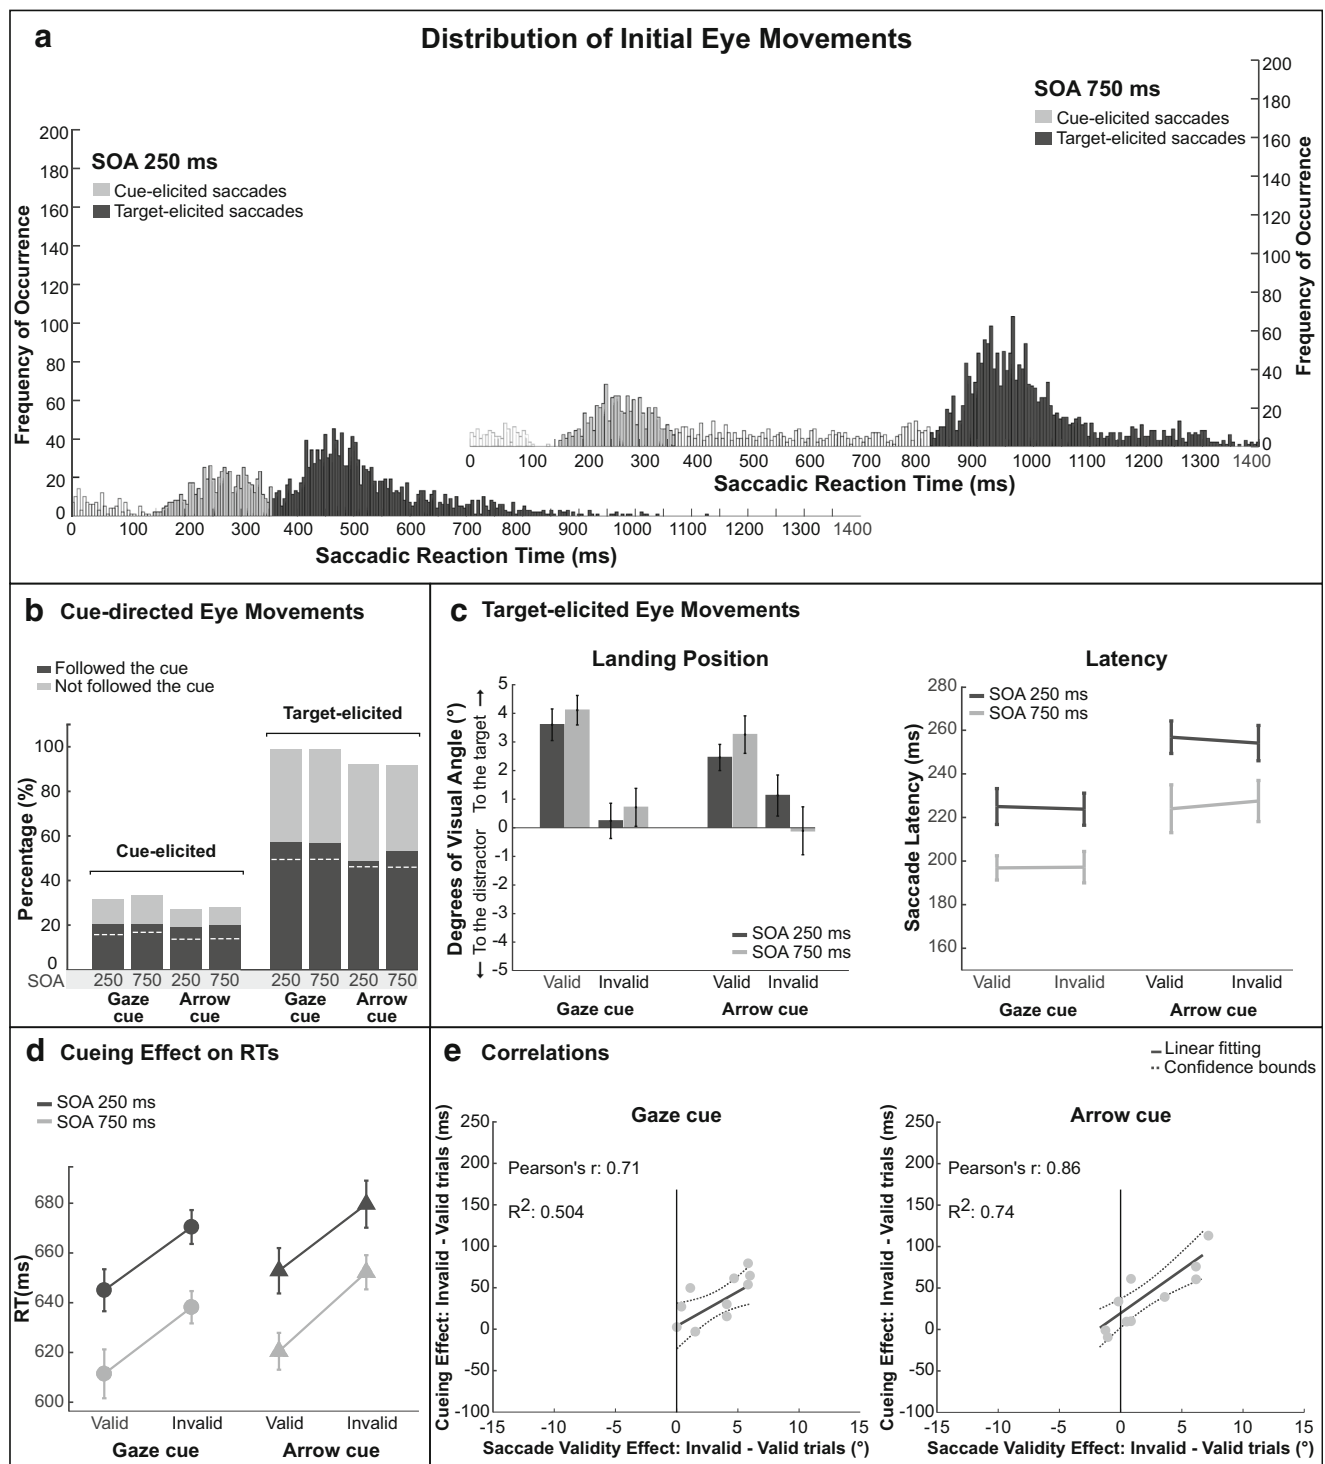 a
Distribution of Initial Eye Movements
SOA 250 ms
Cue-elicited saccades
Target-elicited saccades
Frequency of Occurrence
200
180
160
140
120
100
80
60
40
20
0
0 100 200 300 400 500 600 700 800 900 1000 1100 1200 1300 1400
Saccadic Reaction Time (ms)
SOA 750 ms
Cue-elicited saccades
Target-elicited saccades
Frequency of Occurrence
200
180
160
140
120
100
80
60
40
20
0
0 100 200 300 400 500 600 700 800 900 1000 1100 1200 1300 1400
Saccadic Reaction Time (ms)
b Cue-directed Eye Movements
Followed the cue
Not followed the cue
Percentage (%)
100
80
60
40
20
0
Cue-elicited
Target-elicited
SOA 250 750 250 750 250 750 250 750
Gaze cue
Arrow cue
Gaze cue
Arrow cue
c Target-elicited Eye Movements
Landing Position
Degrees of Visual Angle (°)
← To the distractor To the target →
5
4
3
2
1
0
-1
-2
-3
-4
-5
SOA 250 ms
SOA 750 ms
Valid Invalid Valid Invalid
Gaze cue Arrow cue
Latency
SOA 250 ms
SOA 750 ms
Saccade Latency (ms)
280
260
240
220
200
180
160
Valid Invalid Valid Invalid
Gaze cue Arrow cue
d Cueing Effect on RTs
SOA 250 ms
SOA 750 ms
RT(ms)
680
660
640
620
600
Valid Invalid Valid Invalid
Gaze cue Arrow cue
e Correlations
Linear fitting
Confidence bounds
Gaze cue
Pearson's r: 0.71
R2: 0.504
Cueing Effect: Invalid - Valid trials (ms)
250
200
150
100
50
0
-50
-100
-15 -10 -5 0 5 10 15
Saccade Validity Effect: Invalid - Valid trials (°)
Arrow cue
Pearson's r: 0.86
R2: 0.74
Cueing Effect: Invalid - Valid trials (ms)
250
200
150
100
50
0
-50
-100
-15 -10 -5 0 5 10 15
Saccade Validity Effect: Invalid - Valid trials (°)